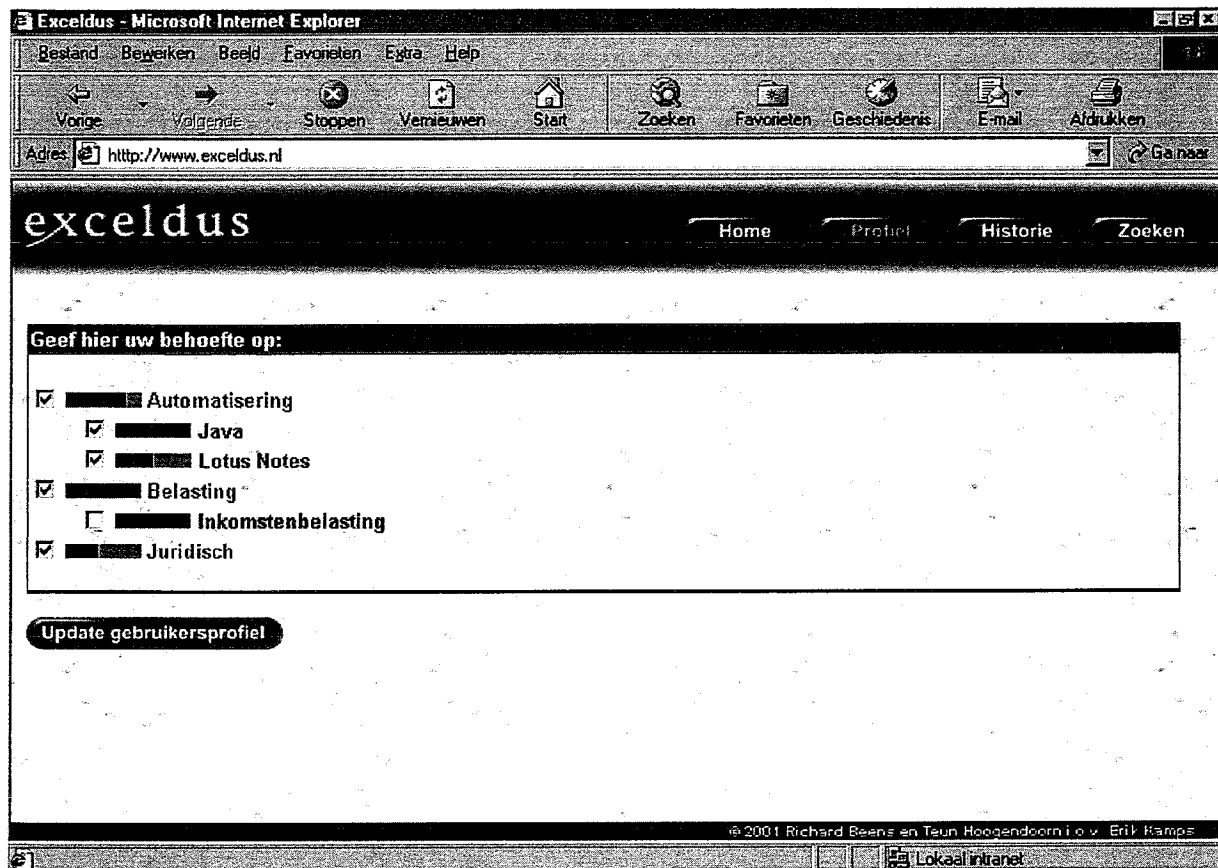 Exceldus - Microsoft Internet Explorer
Bestand Bewerken Beeld Favorieten Extra Help
Vorige Volgende Stoppen Vernieuwen Start Zoeken Favorieten Geschiedenis E-mail Afdrukken
Adres htttp://www.exceldus.nl Ga naar
exceldus Home Profiel Historie Zoeken
Geef hier uw behoefte op:
Automatisering
Java
Lotus Notes
Belasting
Inkomstenbelasting
Juridisch
Update gebruikersprofiel
© 2001 Richard Beens en Teun Hoogendoorn i.o.v. Erik Kamps
Lokaal intranet